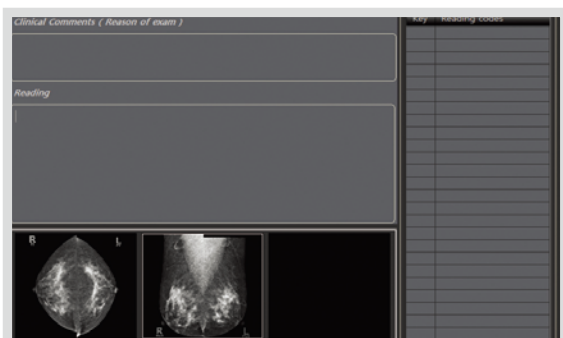 Clinical Comments ( Reason of exam )
Key Reading codes
Reading
R L
R L